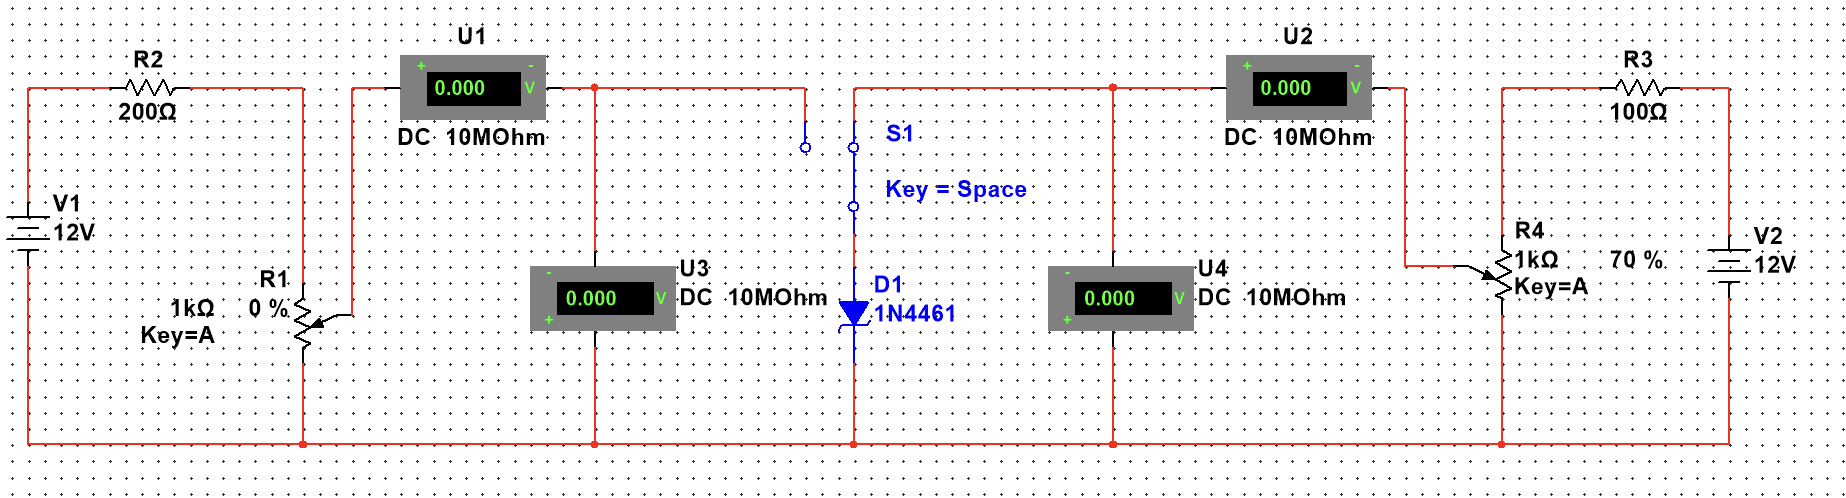 U1
+ -
0.000 V
DC 10MOhm
R2
200Ω
V1
12V
R1
1kΩ 0 %
Key=A
U3
-
0.000 V
+
DC 10MOhm
S1
Key = Space
D1
1N4461
U2
+ -
0.000 V
DC 10MOhm
U4
-
0.000 V
+
DC 10MOhm
R3
100Ω
R4
1kΩ 70 %
Key=A
V2
12V